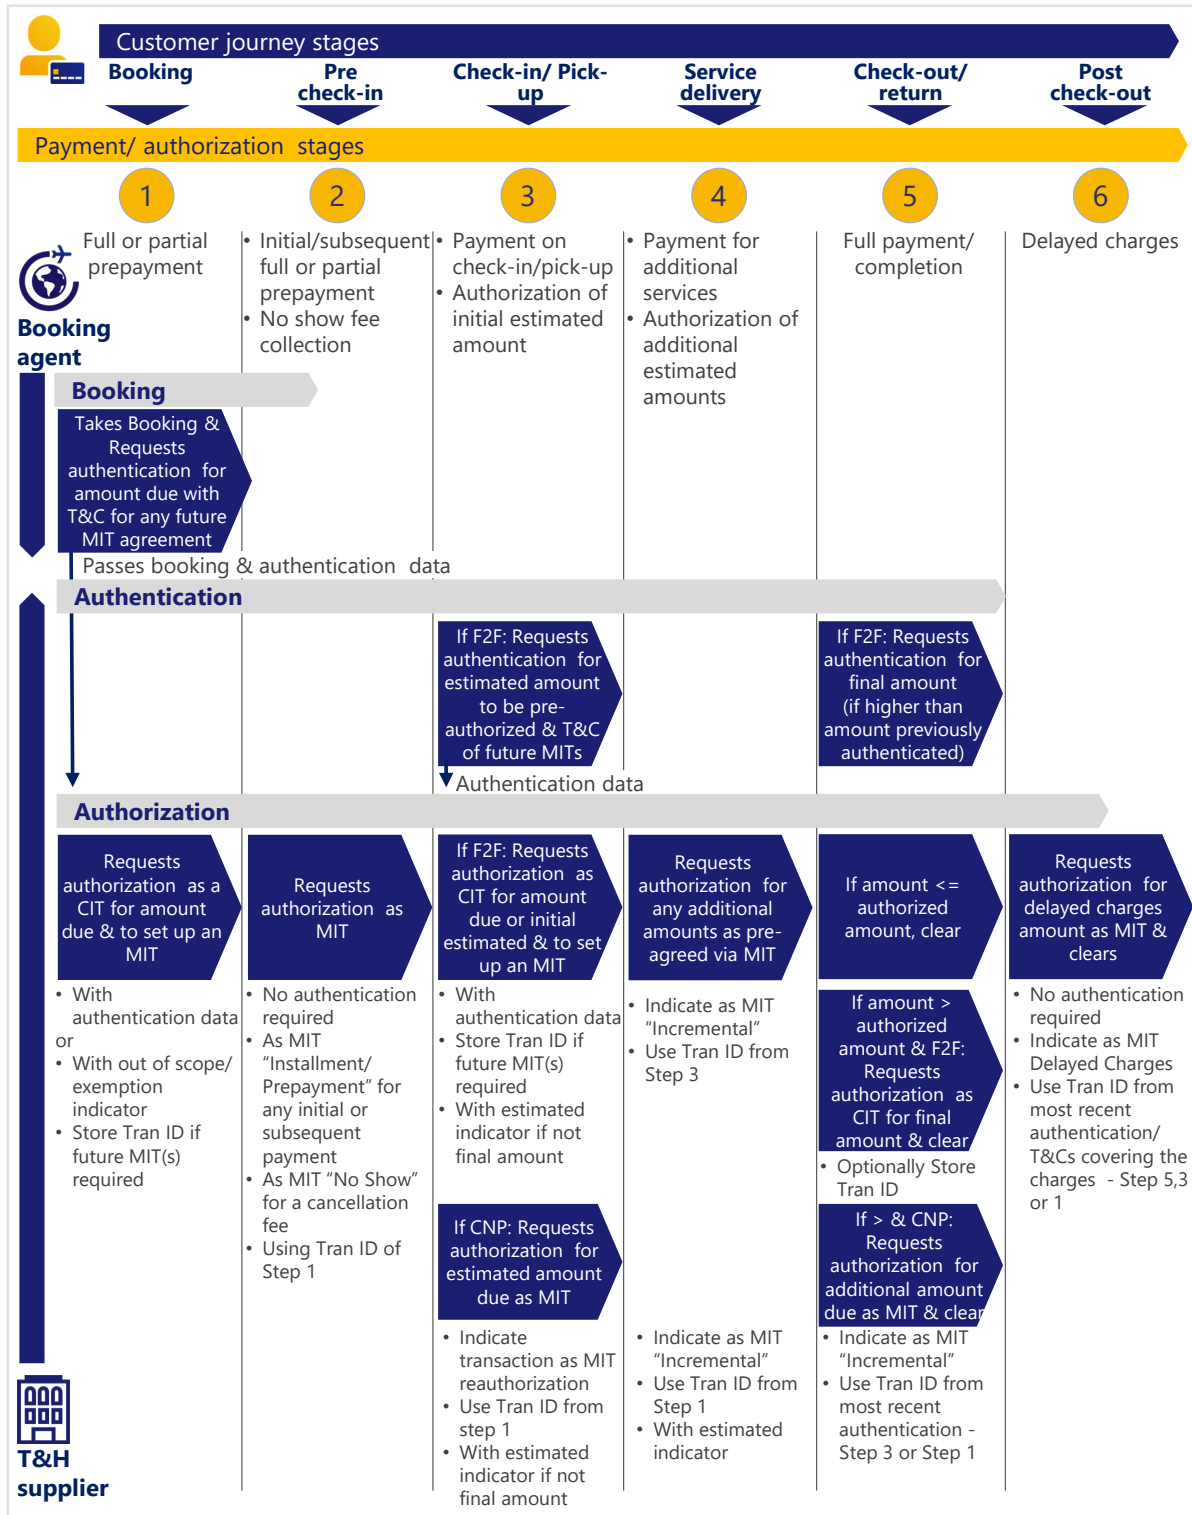 Customer journey stages
Booking
Pre
check-in
Check-in/ Pick-
up
Service
delivery
Check-out/
return
Post
check-out
Payment/ authorization stages
1
2
3
4
5
6
Full or partial
prepayment
• Initial/subsequent
full or partial
prepayment
• No show fee
collection
• Payment on
check-in/pick-up
• Authorization of
initial estimated
amount
• Payment for
additional
services
• Authorization of
additional
estimated
amounts
Full payment/
completion
Delayed charges
Booking
agent
Booking
Takes Booking &
Requests
authentication for
amount due with
T&C for any future
MIT agreement
Passes booking & authentication data
Authentication
If F2F: Requests
authentication for
estimated amount
to be pre-
authorized & T&C
of future MITs
If F2F: Requests
authentication for
final amount
(if higher than
amount previously
authenticated)
Authentication data
Authorization
Requests
authorization as a
CIT for amount
due & to set up an
MIT
Requests
authorization as
MIT
If F2F: Requests
authorization as
CIT for amount
due or initial
estimated & to set
up an MIT
Requests
authorization for
any additional
amounts as pre-
agreed via MIT
If amount <=
authorized
amount, clear
Requests
authorization for
delayed charges
amount as MIT &
clears
• With
authentication data
or
• With out of scope/
exemption
indicator
• Store Tran ID if
future MIT(s)
required
• No authentication
required
• As MIT
“Installment/
Prepayment” for
any initial or
subsequent
payment
• As MIT “No Show”
for a cancellation
fee
• Using Tran ID of
Step 1
• With
authentication data
• Store Tran ID if
future MIT(s)
required
• With estimated
indicator if not
final amount
• Indicate as MIT
“Incremental”
• Use Tran ID from
Step 3
If amount >
authorized
amount & F2F:
Requests
authorization as
CIT for final
amount & clear
• Optionally Store
Tran ID
• No authentication
required
• Indicate as MIT
Delayed Charges
• Use Tran ID from
most recent
authentication/
T&Cs covering the
charges - Step 5,3
or 1
If CNP: Requests
authorization for
estimated amount
due as MIT
If > & CNP:
Requests
authorization for
additional amount
due as MIT & clear
• Indicate
transaction as MIT
reauthorization
• Use Tran ID from
step 1
• With estimated
indicator if not
final amount
• Indicate as MIT
“Incremental”
• Use Tran ID from
Step 1
• With estimated
indicator
• Indicate as MIT
“Incremental”
• Use Tran ID from
most recent
authentication -
Step 3 or Step 1
T&H
supplier